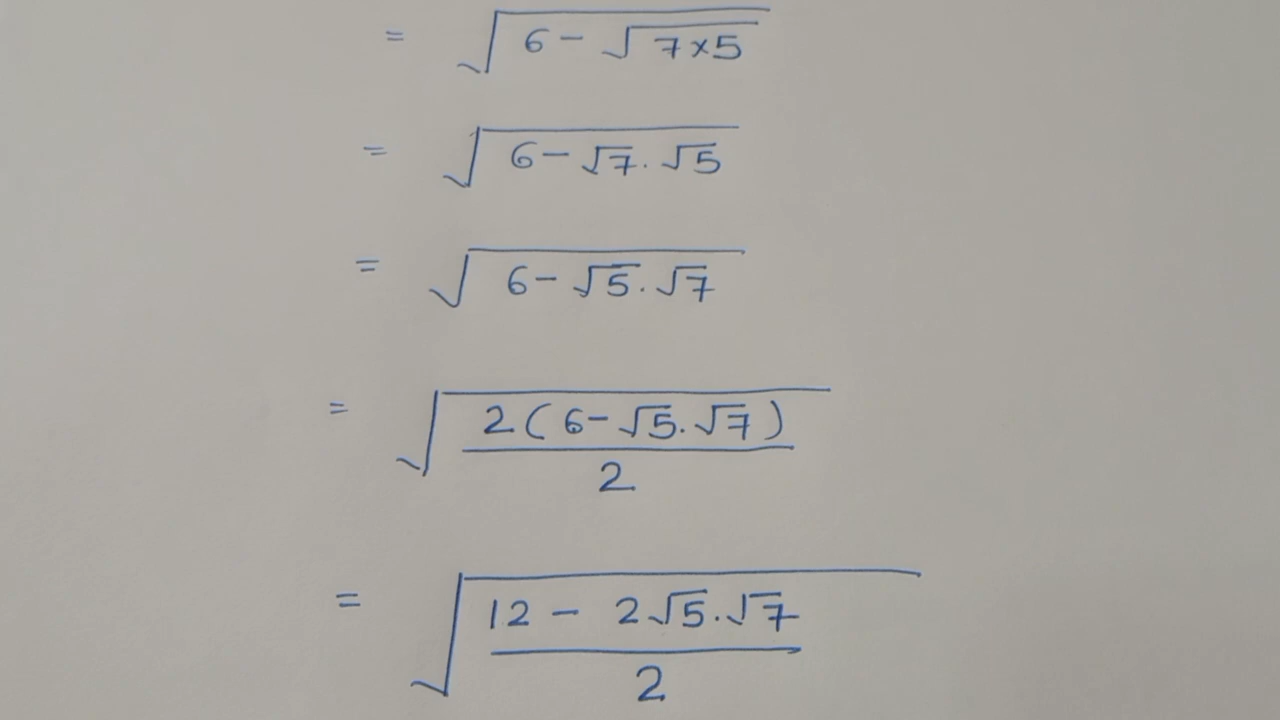 = √(6 - √(7×5))
= √(6 - √7 . √5)
= √(6 - √5 . √7)
= √(2(6 - √5 . √7)/2)
= √((12 - 2√5 . √7)/2)